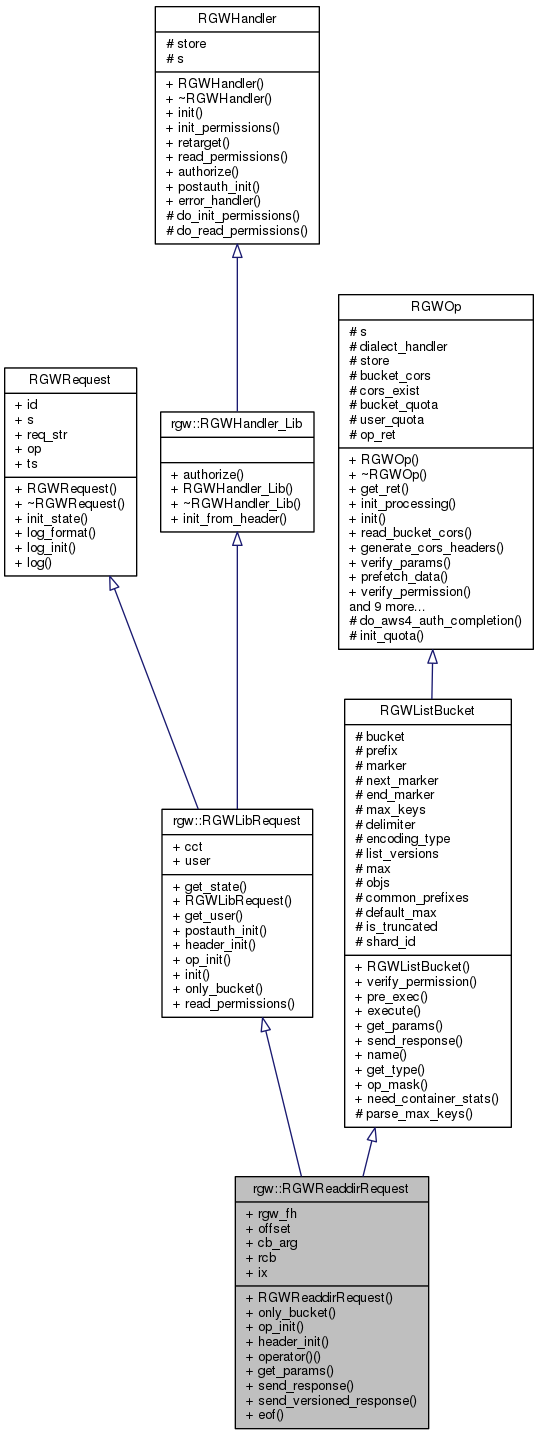 RGWHandler
# store
# s
+ RGWHandler()
+ ~RGWHandler()
+ init()
+ init_permissions()
+ retarget()
+ read_permissions()
+ authorize()
+ postauth_init()
+ error_handler()
# do_init_permissions()
# do_read_permissions()
RGWOp
# s
# dialect_handler
# store
# bucket_cors
# cors_exist
# bucket_quota
# user_quota
# op_ret
+ RGWOp()
+ ~RGWOp()
+ get_ret()
+ init_processing()
+ init()
+ read_bucket_cors()
+ generate_cors_headers()
+ verify_params()
+ prefetch_data()
+ verify_permission()
and 9 more...
# do_aws4_auth_completion()
# init_quota()
RGWRequest
+ id
+ s
+ req_str
+ op
+ ts
+ RGWRequest()
+ ~RGWRequest()
+ init_state()
+ log_format()
+ log_init()
+ log()
rgw::RGWHandler_Lib
+ authorize()
+ RGWHandler_Lib()
+ ~RGWHandler_Lib()
+ init_from_header()
RGWListBucket
# bucket
# prefix
# marker
# next_marker
# end_marker
# max_keys
# delimiter
# encoding_type
# list_versions
# max
# objs
# common_prefixes
# default_max
# is_truncated
# shard_id
+ RGWListBucket()
+ verify_permission()
+ pre_exec()
+ execute()
+ get_params()
+ send_response()
+ name()
+ get_type()
+ op_mask()
+ need_container_stats()
# parse_max_keys()
rgw::RGWLibRequest
+ cct
+ user
+ get_state()
+ RGWLibRequest()
+ get_user()
+ postauth_init()
+ header_init()
+ op_init()
+ init()
+ only_bucket()
+ read_permissions()
rgw::RGWReaddirRequest
+ rgw_fh
+ offset
+ cb_arg
+ rcb
+ ix
+ RGWReaddirRequest()
+ only_bucket()
+ op_init()
+ header_init()
+ operator()()
+ get_params()
+ send_response()
+ send_versioned_response()
+ eof()